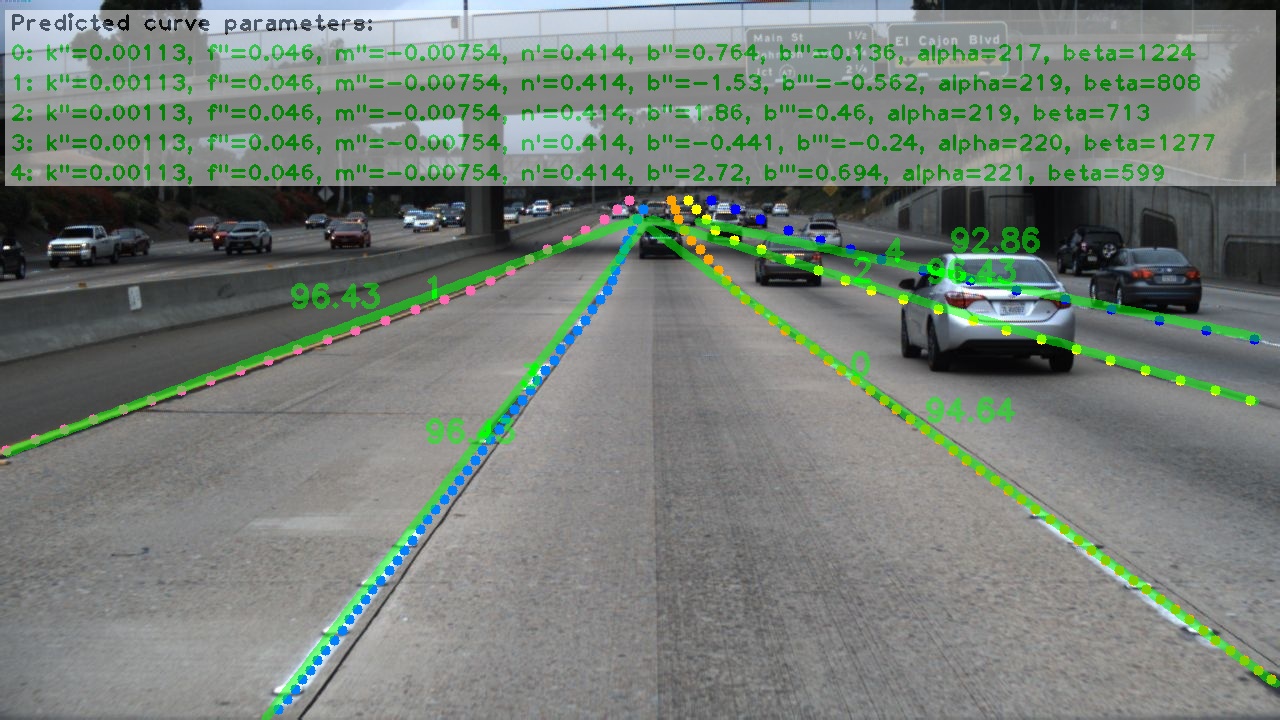 Predicted curve parameters:
0: k''=0.00113, f''=0.046, m''=-0.00754, n'=0.414, b''=0.764, b'''=0.136, alpha=217, beta=1224
1: k''=0.00113, f''=0.046, m''=-0.00754, n'=0.414, b''=-1.53, b'''=-0.562, alpha=219, beta=808
2: k''=0.00113, f''=0.046, m''=-0.00754, n'=0.414, b''=1.86, b'''=0.46, alpha=219, beta=713
3: k''=0.00113, f''=0.046, m''=-0.00754, n'=0.414, b''=-0.441, b'''=-0.24, alpha=220, beta=1277
4: k''=0.00113, f''=0.046, m''=-0.00754, n'=0.414, b''=2.72, b'''=0.694, alpha=221, beta=599
Main St 1½
El Cajon Blvd
92.86
4
96.43
2
96.43
1
0
94.64